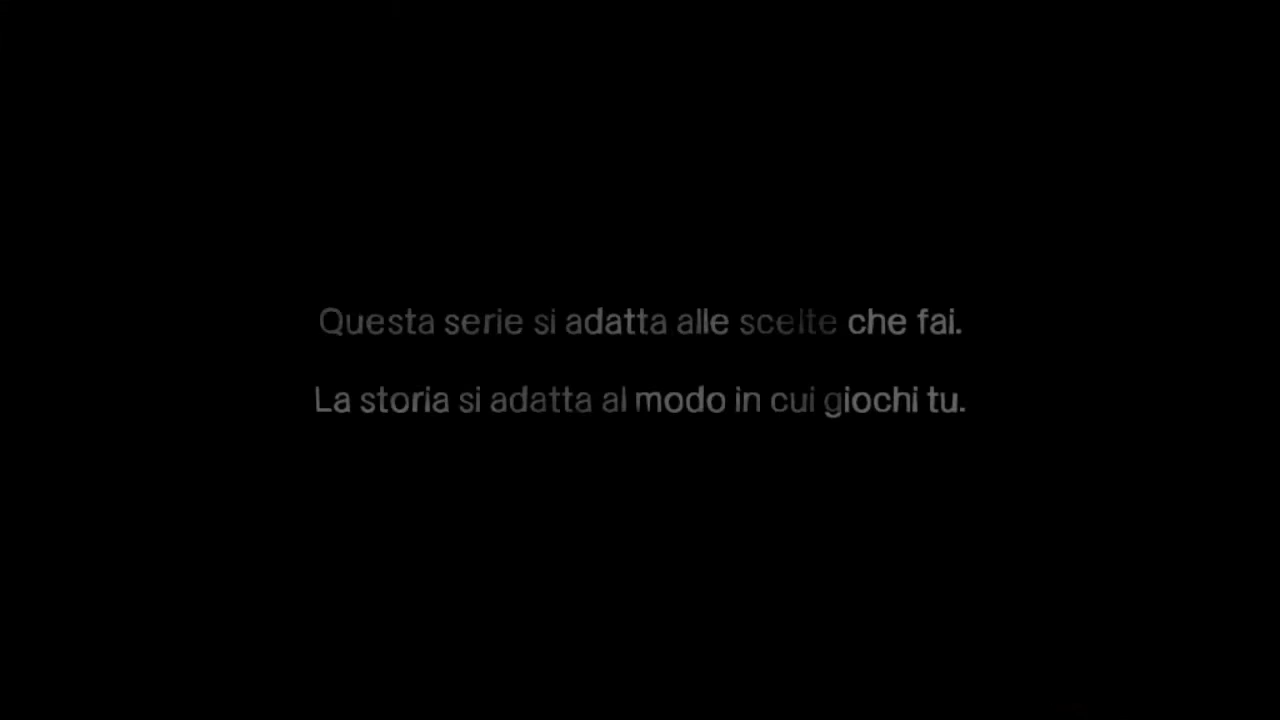 Questa serie si adatta alle scelte che fai.
La storia si adatta al modo in cui giochi tu.